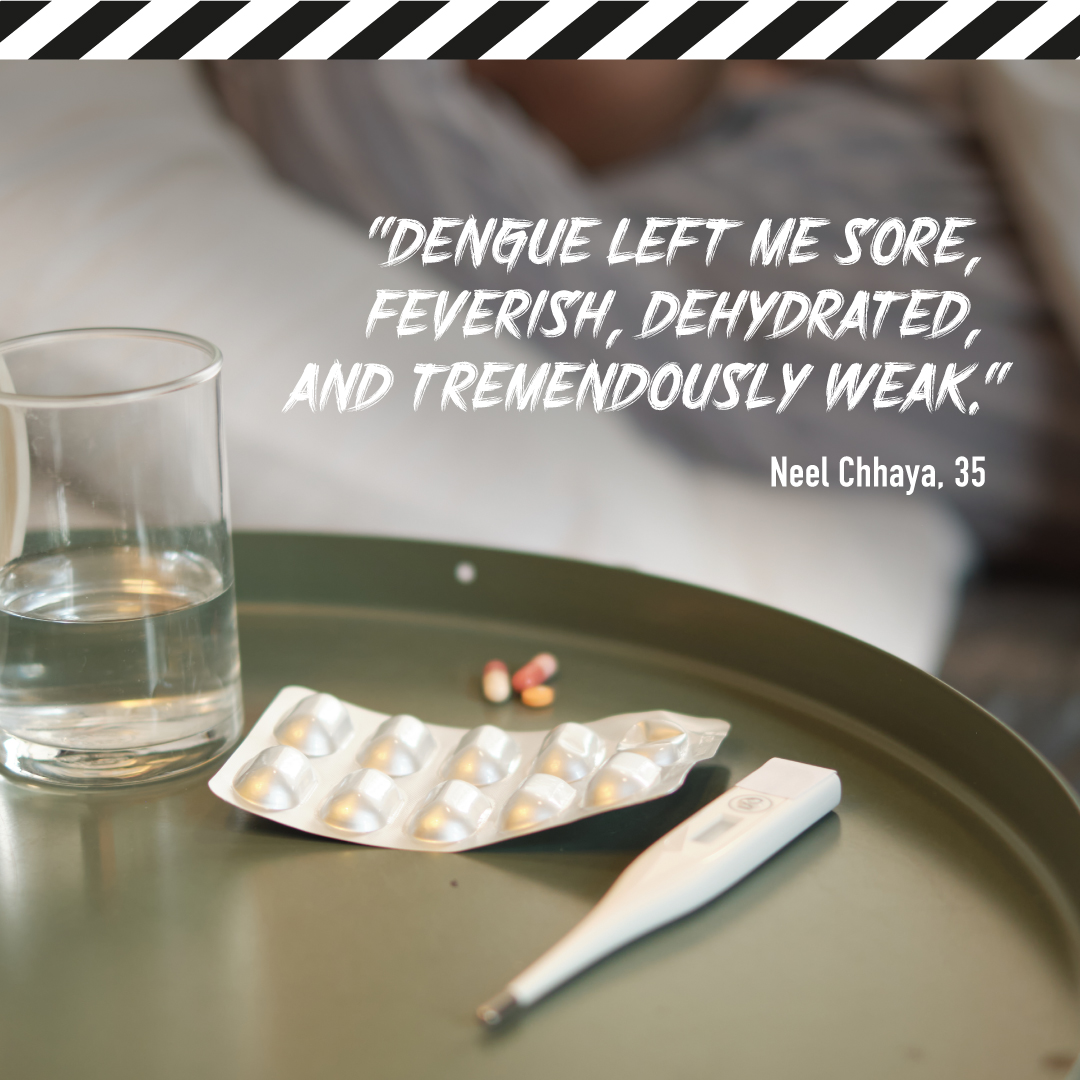 "DENGUE LEFT ME SORE,
FEVERISH, DEHYDRATED,
AND TREMENDOUSLY WEAK."
Neel Chhaya, 35